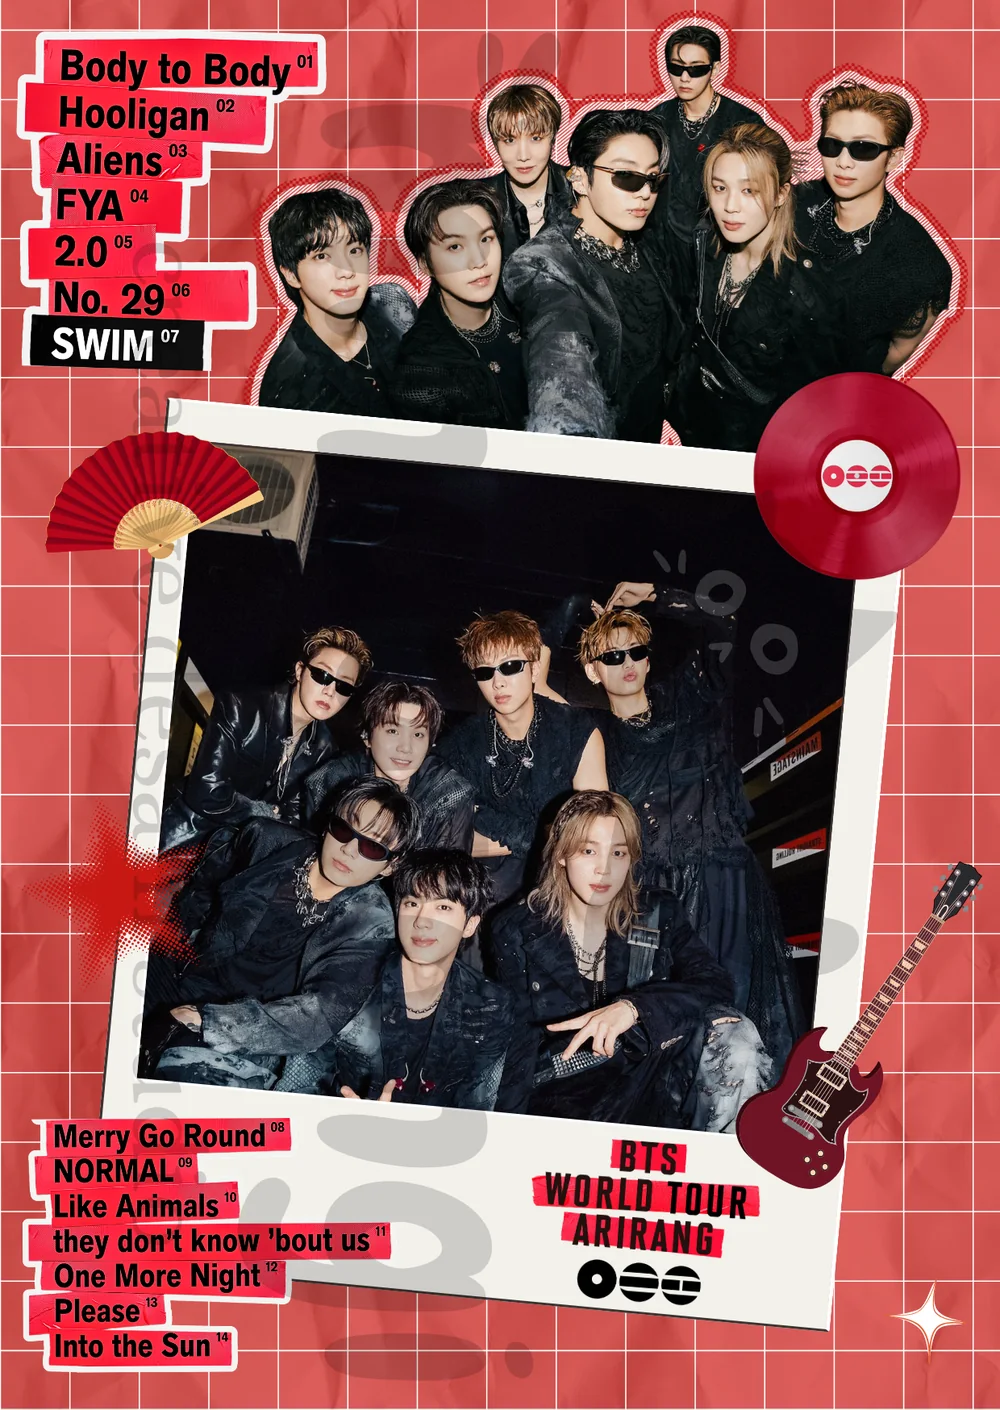 Body to Body 01
Hooligan 02
Aliens 03
FYA 04
2.0 05
No. 29 06
SWIM 07
MAINSTAGE
Merry Go Round 08
NORMAL 09
Like Animals 10
they don't know 'bout us 11
One More Night 12
Please 13
Into the Sun 14
BTS
WORLD TOUR
ARIRANG